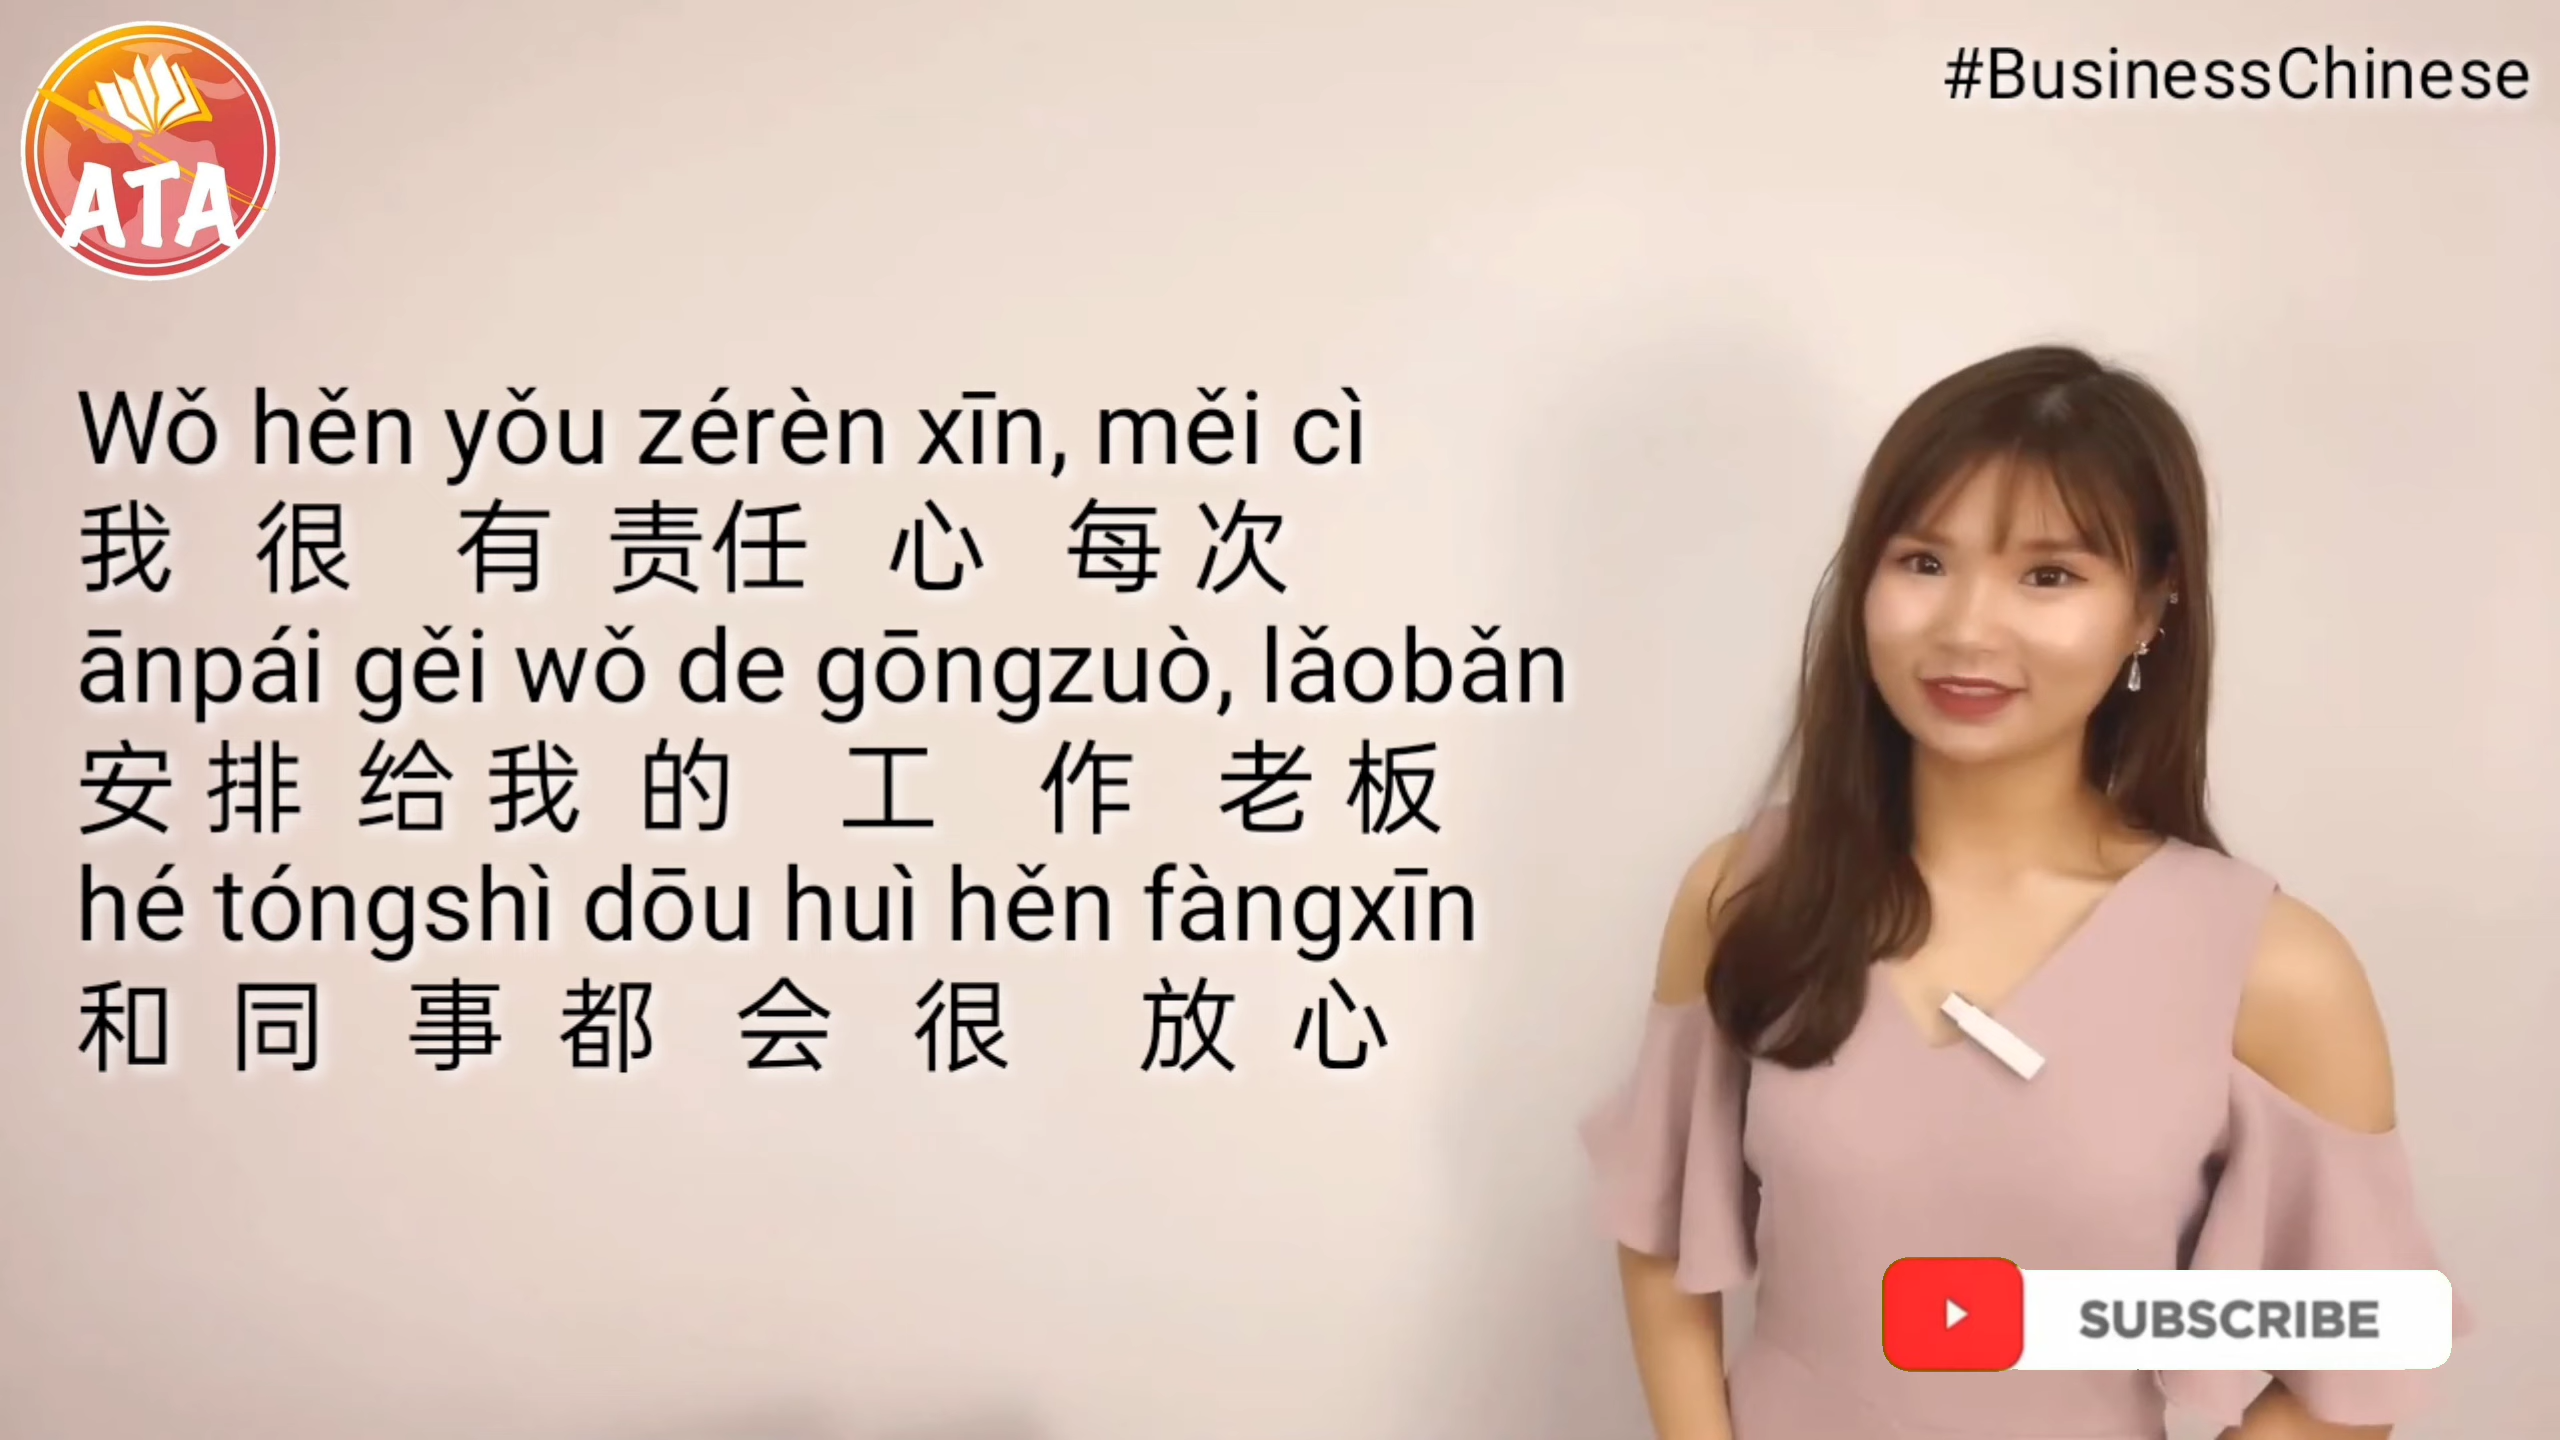 ATA
#BusinessChinese
Wǒ hěn yǒu zérèn xīn, měi cì
我 很 有 责任 心 每 次
ānpái gěi wǒ de gōngzuò, lǎobǎn
安 排 给 我 的 工 作 老 板
hé tóngshì dōu huì hěn fàngxīn
和 同 事 都 会 很 放 心
SUBSCRIBE